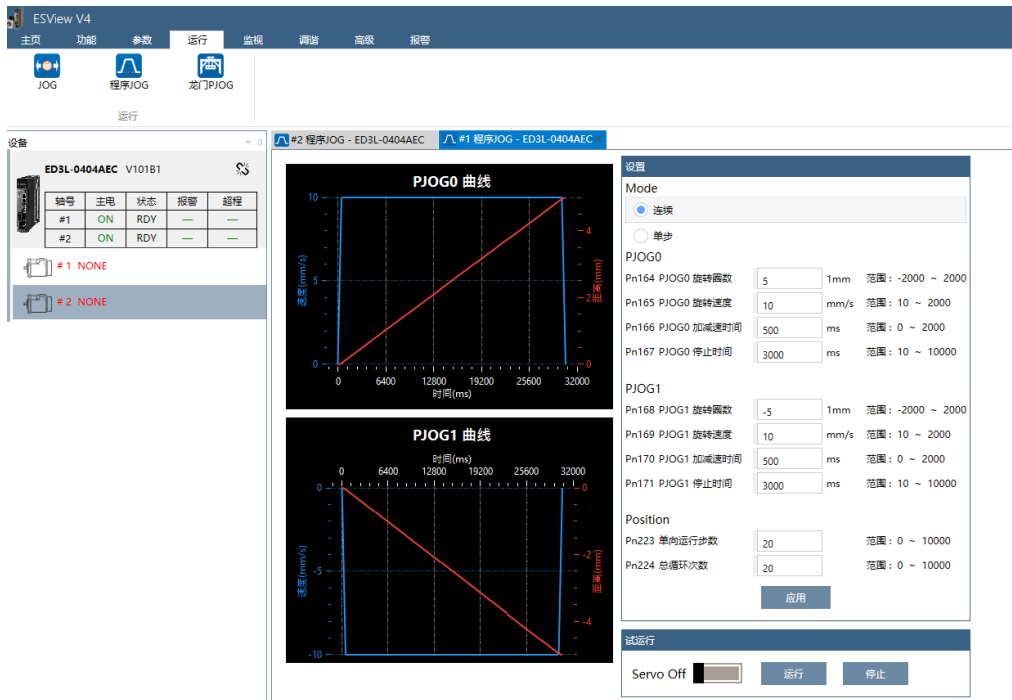 ESView V4
主页 功能 参数 运行 监视 调谐 高级 报警
JOG 程序JOG 龙门PJOG
运行
设备
ED3L-0404AEC V101B1
轴号 主电 状态 报警 超程
#1 ON RDY — —
#2 ON RDY — —
# 1 NONE
# 2 NONE
#2 程序JOG - ED3L-0404AEC
#1 程序JOG - ED3L-0404AEC
PJOG0 曲线
10
5
0
速度(mm/s)
4
2
0
距离(mm)
0 6400 12800 19200 25600 32000
时间(ms)
PJOG1 曲线
时间(ms)
0 6400 12800 19200 25600 32000
0
-5
-10
速度(mm/s)
0
-2
-4
距离(mm)
设置
Mode
连续
单步
PJOG0
Pn164 PJOG0 旋转圈数 5 1mm 范围: -2000 ~ 2000
Pn165 PJOG0 旋转速度 10 mm/s 范围: 10 ~ 2000
Pn166 PJOG0 加减速时间 500 ms 范围: 0 ~ 2000
Pn167 PJOG0 停止时间 3000 ms 范围: 10 ~ 10000
PJOG1
Pn168 PJOG1 旋转圈数 -5 1mm 范围: -2000 ~ 2000
Pn169 PJOG1 旋转速度 10 mm/s 范围: 10 ~ 2000
Pn170 PJOG1 加减速时间 500 ms 范围: 0 ~ 2000
Pn171 PJOG1 停止时间 3000 ms 范围: 10 ~ 10000
Position
Pn223 单向运行步数 20 范围: 0 ~ 10000
Pn224 总循环次数 20 范围: 0 ~ 10000
应用
试运行
Servo Off 运行 停止